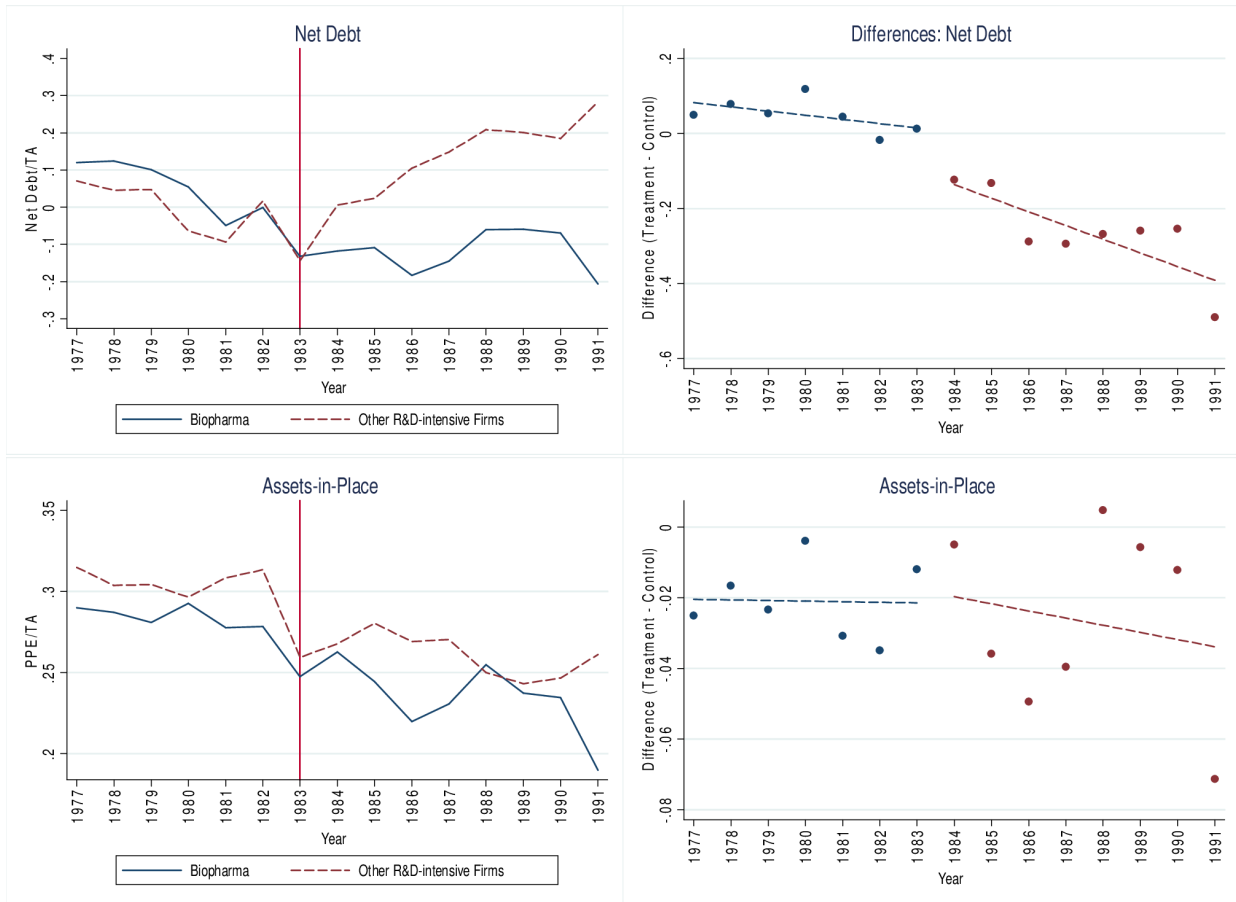 Net Debt
Net Debt/TA
.4
.3
.2
.1
0
-.1
-.2
-.3
1977 1978 1979 1980 1981 1982 1983 1984 1985 1986 1987 1988 1989 1990 1991
Year
Biopharma Other R&D-intensive Firms
Differences: Net Debt
Difference (Treatment - Control)
.2
0
-.2
-.4
-.6
1977 1978 1979 1980 1981 1982 1983 1984 1985 1986 1987 1988 1989 1990 1991
Year
Assets-in-Place
PPE/TA
.35
.3
.25
.2
1977 1978 1979 1980 1981 1982 1983 1984 1985 1986 1987 1988 1989 1990 1991
Year
Biopharma Other R&D-intensive Firms
Assets-in-Place
Difference (Treatment - Control)
0
-.02
-.04
-.06
-.08
1977 1978 1979 1980 1981 1982 1983 1984 1985 1986 1987 1988 1989 1990 1991
Year